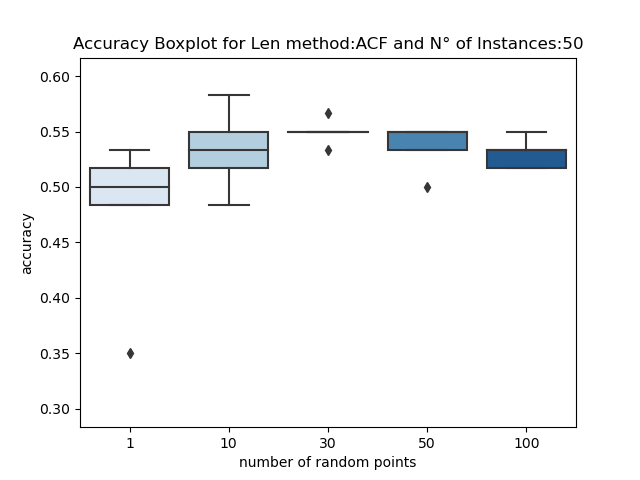 Accuracy Boxplot for Len method:ACF and N° of Instances:50
0.60
0.55
0.50
0.45
0.40
0.35
0.30
accuracy
1 10 30 50 100
number of random points